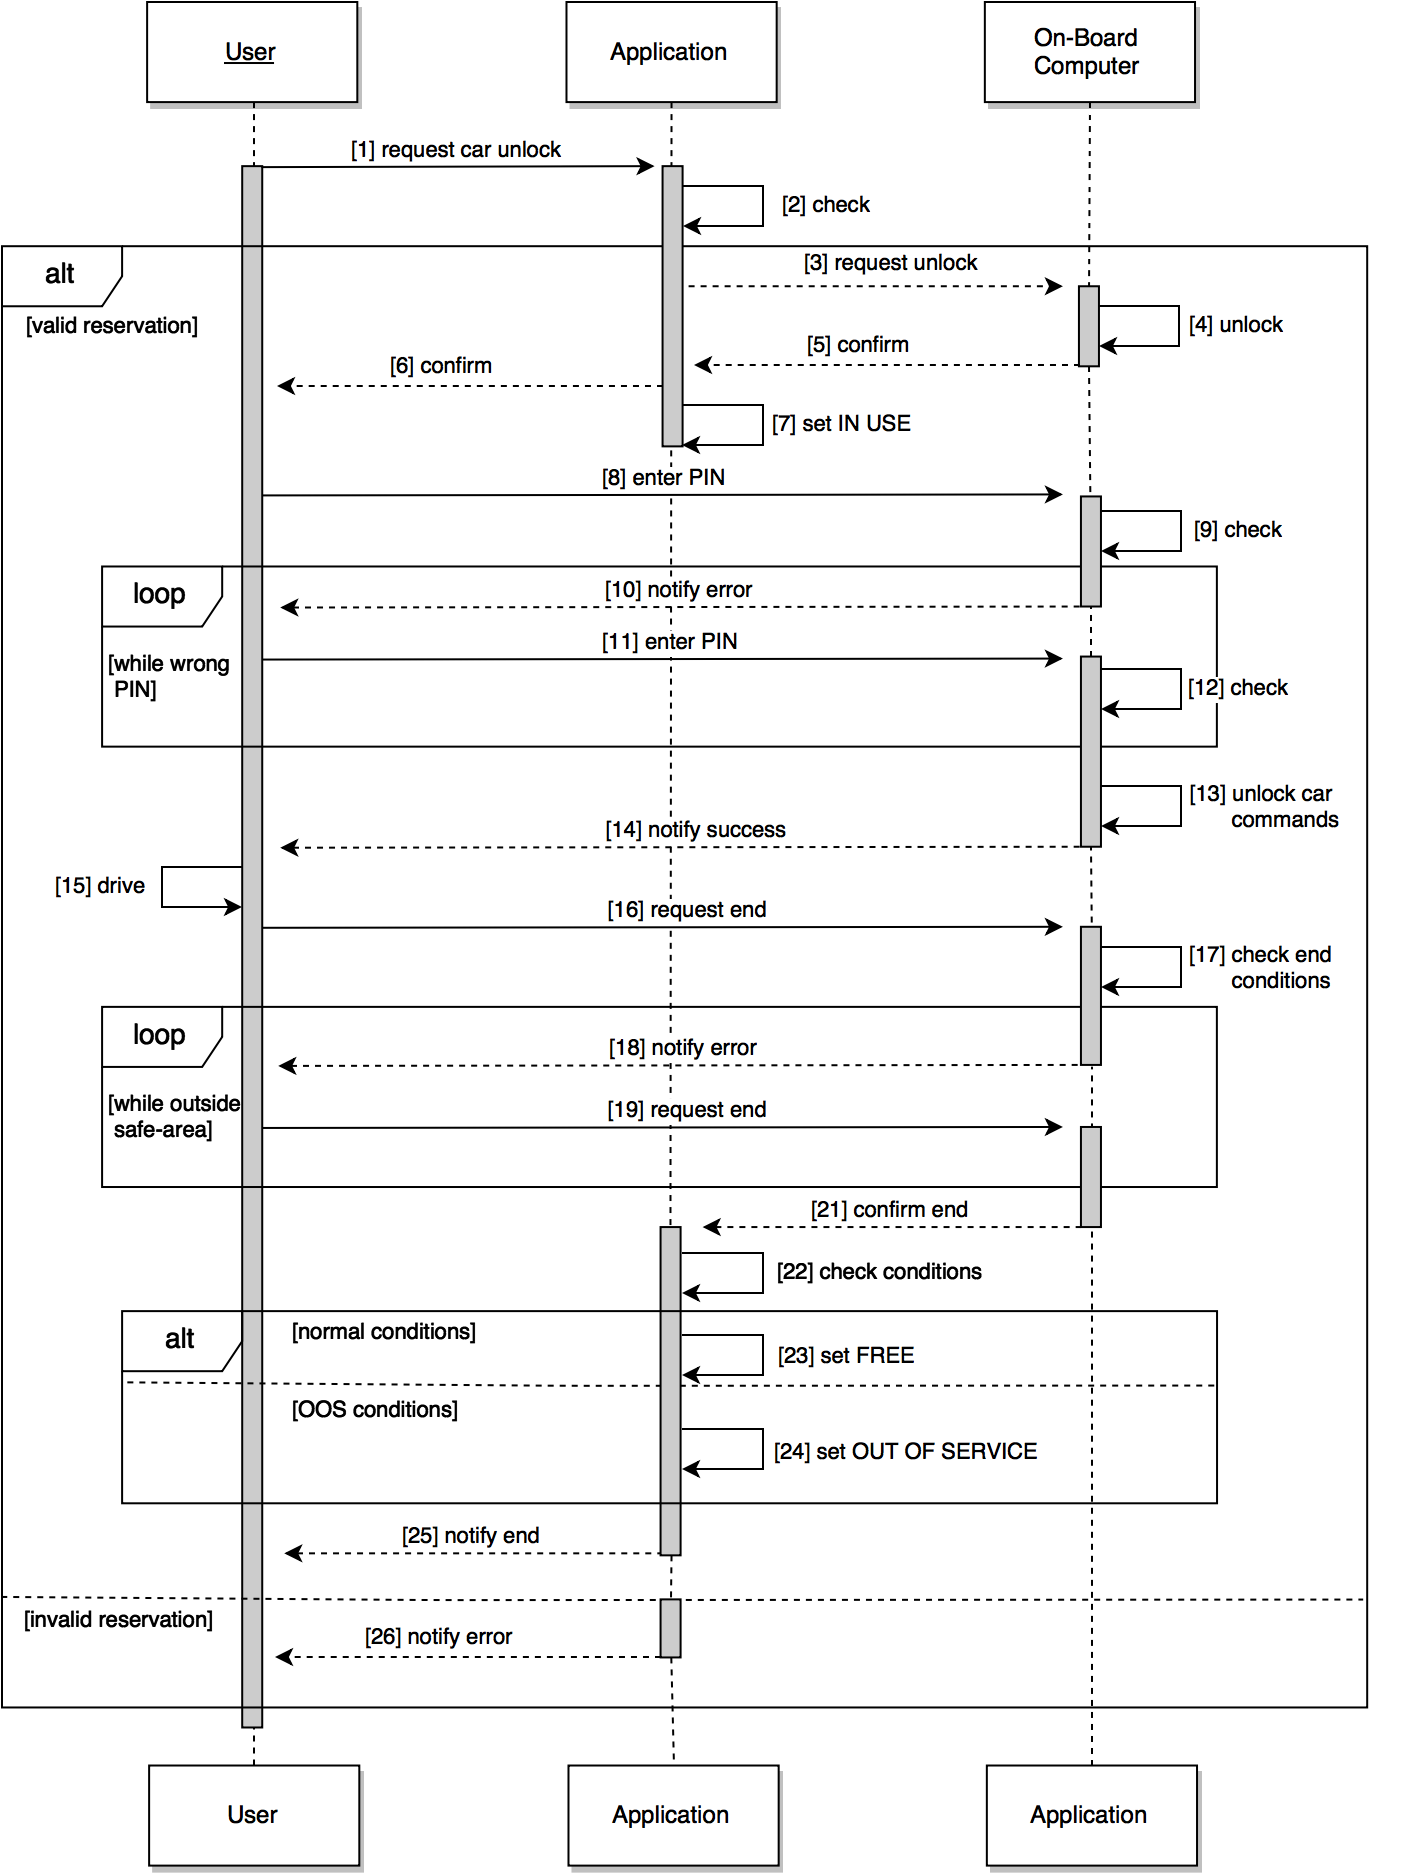 User
Application
On-Board
Computer
[1] request car unlock
[2] check
alt
[3] request unlock
[valid reservation]
[4] unlock
[5] confirm
[6] confirm
[7] set IN USE
[8] enter PIN
[9] check
loop
[10] notify error
[11] enter PIN
[while wrong
PIN]
[12] check
[13] unlock car
commands
[14] notify success
[15] drive
[16] request end
[17] check end
conditions
loop
[18] notify error
[while outside
safe-area]
[19] request end
[21] confirm end
[22] check conditions
alt
[normal conditions]
[23] set FREE
[OOS conditions]
[24] set OUT OF SERVICE
[25] notify end
[invalid reservation]
[26] notify error
User
Application
Application